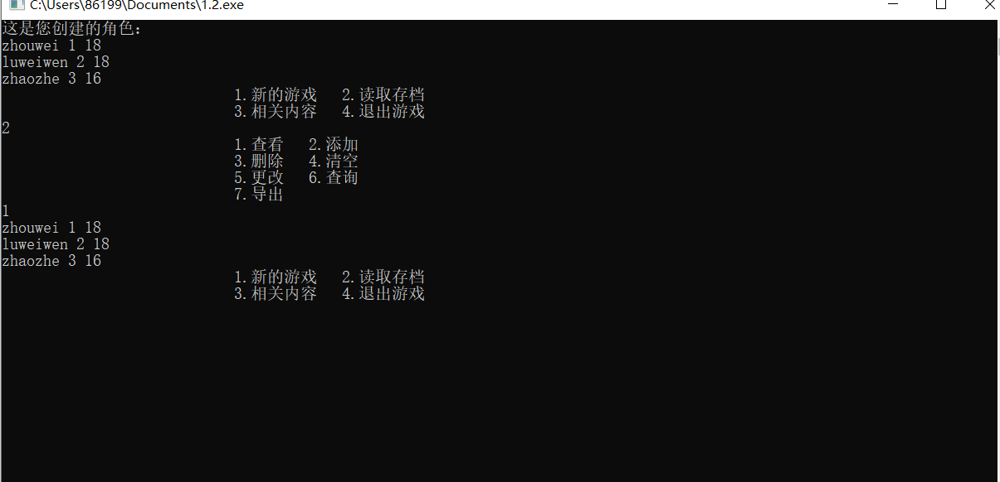 C:\Users\86199\Documents\1.2.exe
这是您创建的角色：
zhouwei 1 18
luweiwen 2 18
zhaozhe 3 16
1.新的游戏 2.读取存档
3.相关内容 4.退出游戏
2
1.查看 2.添加
3.删除 4.清空
5.更改 6.查询
7.导出
1
zhouwei 1 18
luweiwen 2 18
zhaozhe 3 16
1.新的游戏 2.读取存档
3.相关内容 4.退出游戏